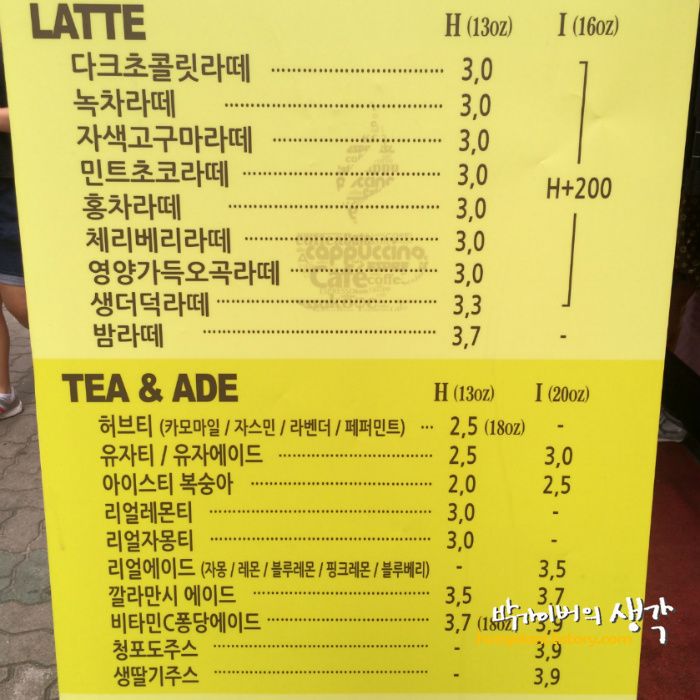 LATTE H (13oz) I (16oz)
다크초콜릿라떼 3,0
녹차라떼 3,0
자색고구마라떼 3,0
민트초코라떼 3,0
H+200
홍차라떼 3,0
체리베리라떼 3,0
영양가득오곡라떼 3,0
생더덕라떼 3,3
밤라떼 3,7 -
cappuccino
Cafe
coffee
TEA & ADE H (13oz) I (20oz)
허브티 (카모마일 / 자스민 / 라벤더 / 페퍼민트) ··· 2,5 (18oz) -
유자티 / 유자에이드 2,5 3,0
아이스티 복숭아 2,0 2,5
리얼레몬티 3,0 -
리얼자몽티 3,0 -
리얼에이드 (자몽 / 레몬 / 블루레몬 / 핑크레몬 / 블루베리) - 3,5
깔라만시 에이드 3,5 3,7
비타민C퐁당에이드 3,7 (18oz) 3,9
청포도주스 - 3,9
생딸기주스 - 3,9
박가이버의 생각